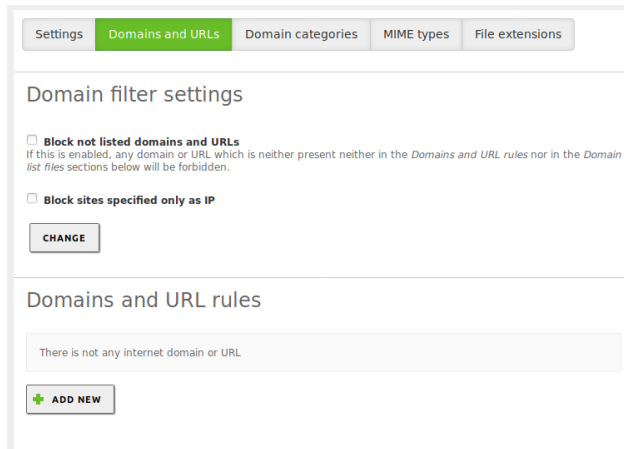 Settings Domains and URLs Domain categories MIME types File extensions
Domain filter settings
Block not listed domains and URLs
If this is enabled, any domain or URL which is neither present neither in the Domains and URL rules nor in the Domain
list files sections below will be forbidden.
Block sites specified only as IP
CHANGE
Domains and URL rules
There is not any internet domain or URL
ADD NEW